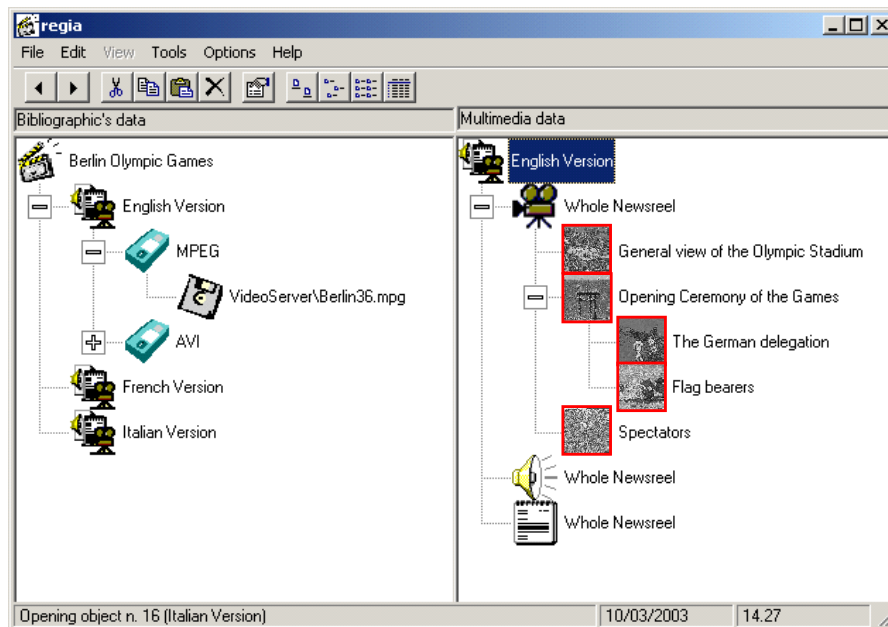 regia
File Edit View Tools Options Help
Bibliographic's data
Multimedia data
Berlin Olympic Games
English Version
MPEG
VideoServer\Berlin36.mpg
AVI
French Version
Italian Version
English Version
Whole Newsreel
General view of the Olympic Stadium
Opening Ceremony of the Games
The German delegation
Flag bearers
Spectators
Whole Newsreel
Whole Newsreel
Opening object n. 16 (Italian Version)
10/03/2003
14.27